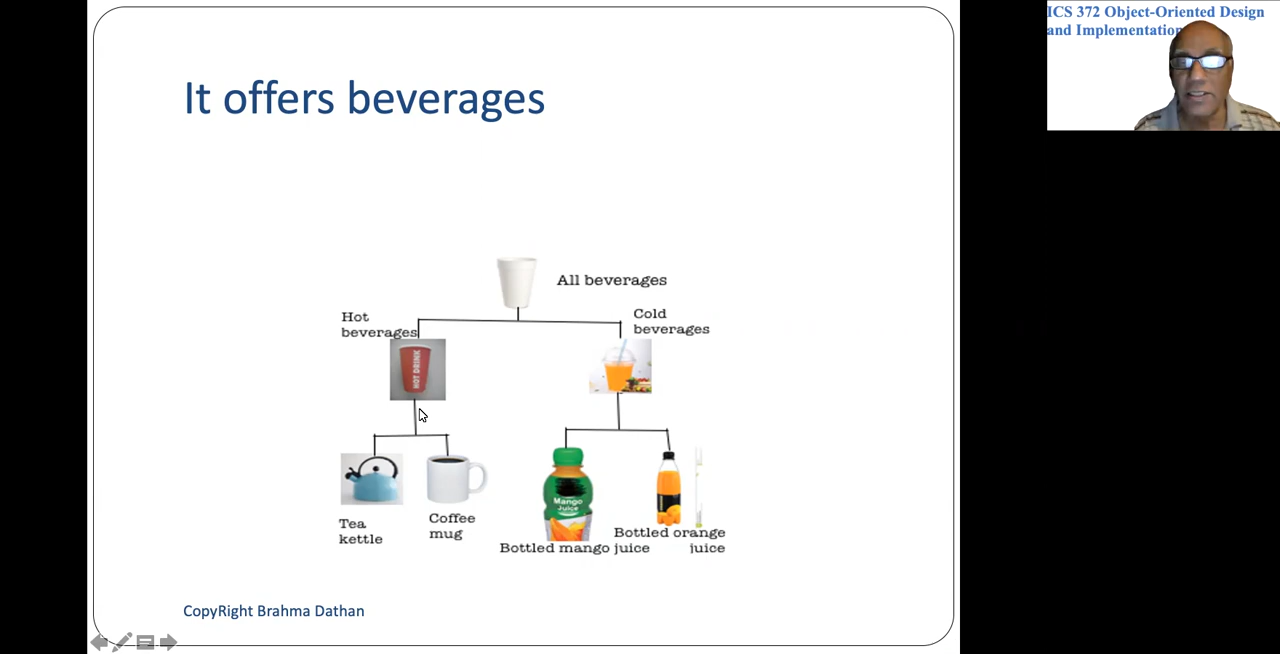 ICS 372 Object-Oriented Design
and Implementation
It offers beverages
All beverages
Hot
beverages
Cold
beverages
HOT DRINK
Mango
Juice
Tea
kettle
Coffee
mug
Bottled mango juice
Bottled orange
juice
CopyRight Brahma Dathan